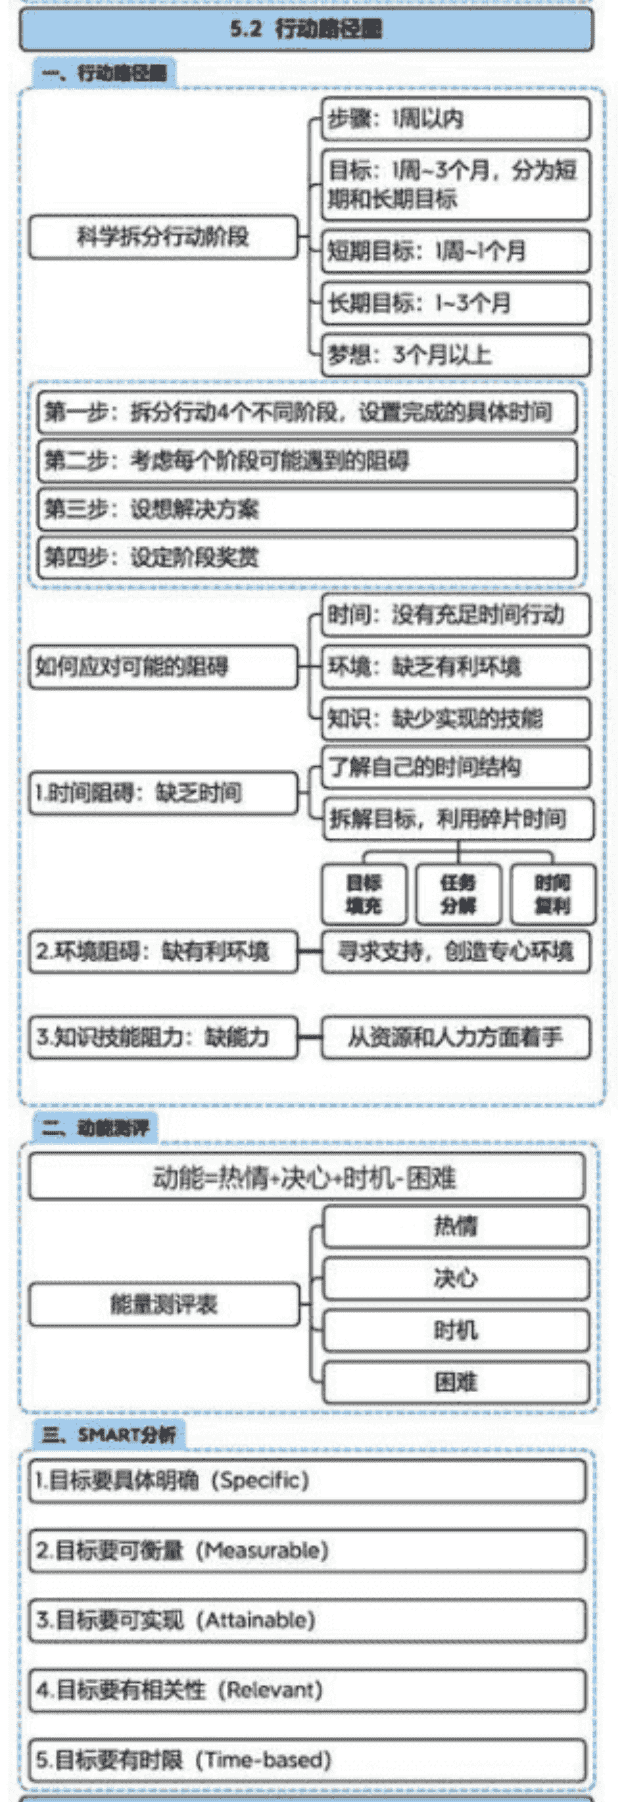 5.2 行动路径图
一、行动路径图
步骤：1周以内
目标：1周~3个月，分为短
期和长期目标
科学拆分行动阶段
短期目标：1周~1个月
长期目标：1~3个月
梦想：3个月以上
第一步：拆分行动4个不同阶段，设置完成的具体时间
第二步：考虑每个阶段可能遇到的阻碍
第三步：设想解决方案
第四步：设定阶段奖赏
时间：没有充足时间行动
如何应对可能的阻碍
环境：缺乏有利环境
知识：缺少实现的技能
了解自己的时间结构
1.时间阻碍：缺乏时间
拆解目标，利用碎片时间
目标
填充
任务
分解
时间
复利
2.环境阻碍：缺有利环境
寻求支持，创造专心环境
3.知识技能阻力：缺能力
从资源和人力方面着手
二、动能测评
动能=热情+决心+时机-困难
热情
决心
能量测评表
时机
困难
三、SMART分析
1.目标要具体明确（Specific）
2.目标要可衡量（Measurable）
3.目标要可实现（Attainable）
4.目标要有相关性（Relevant）
5.目标要有时限（Time-based）